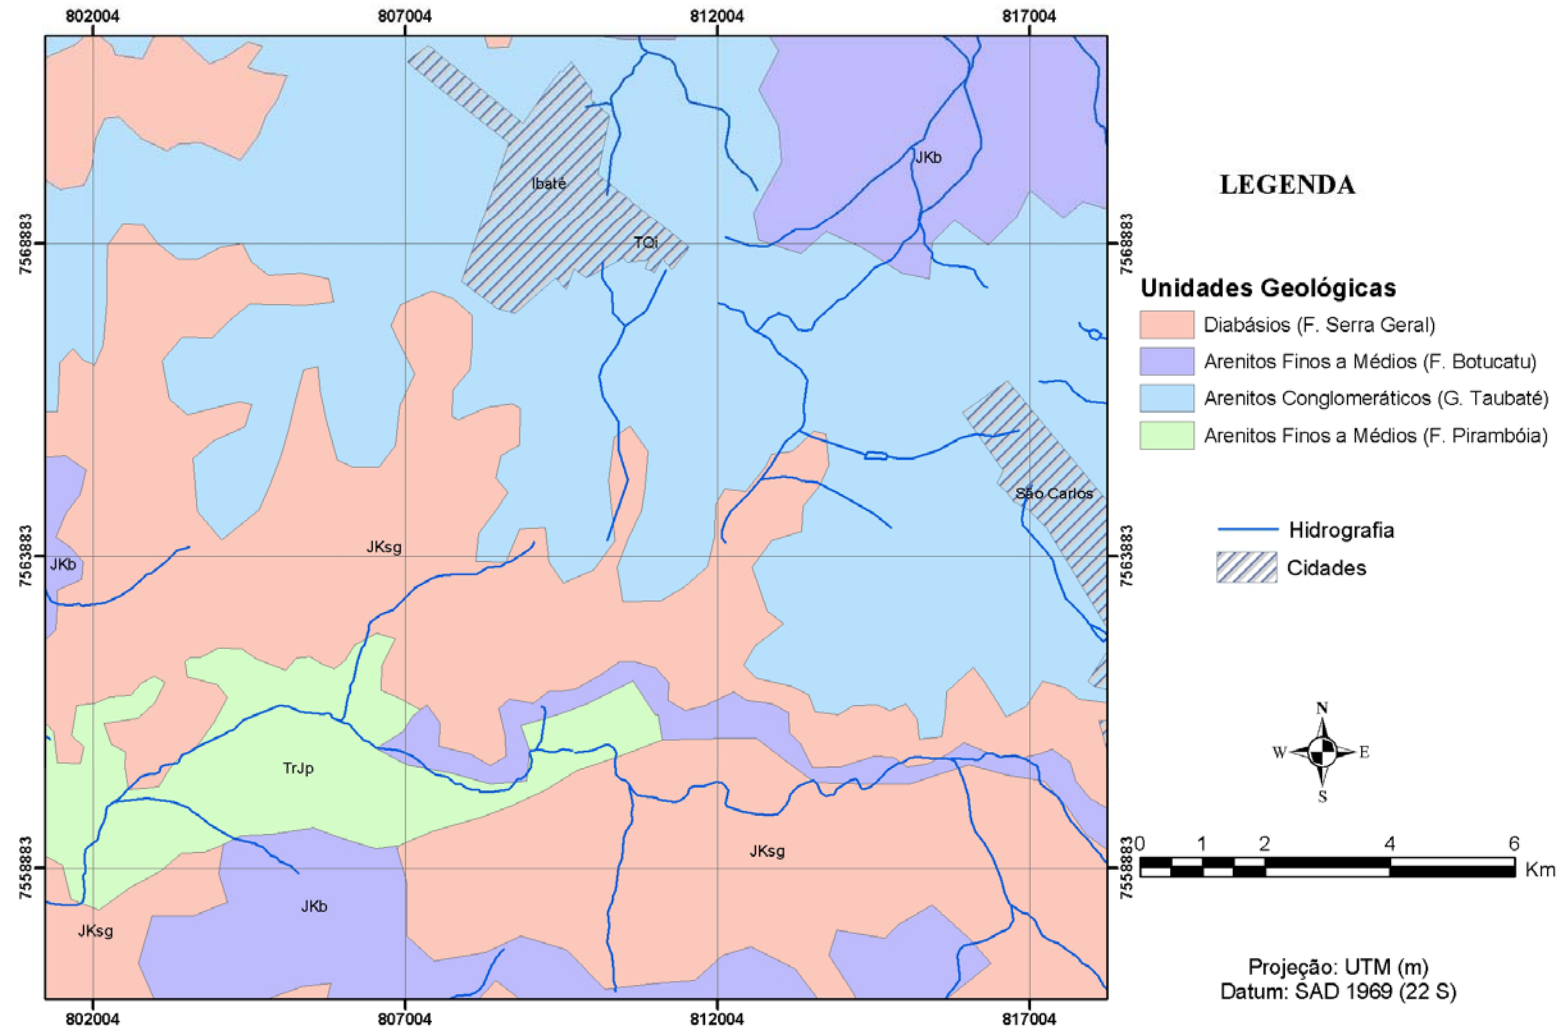 802004 807004 812004 817004
JKb
LEGENDA
Ibaté
TQi
7568883 7568883
Unidades Geológicas
Diabásios (F. Serra Geral)
Arenitos Finos a Médios (F. Botucatu)
Arenitos Conglomeráticos (G. Taubaté)
Arenitos Finos a Médios (F. Pirambóia)
São Carlos
Hidrografia
JKsg
7563883 7563883
JKb
Cidades
N
W E
S
TrJp
JKsg
0 1 2 4 6
Km
7558883 7558883
JKb
JKsg
Projeção: UTM (m)
Datum: SAD 1969 (22 S)
802004 807004 812004 817004